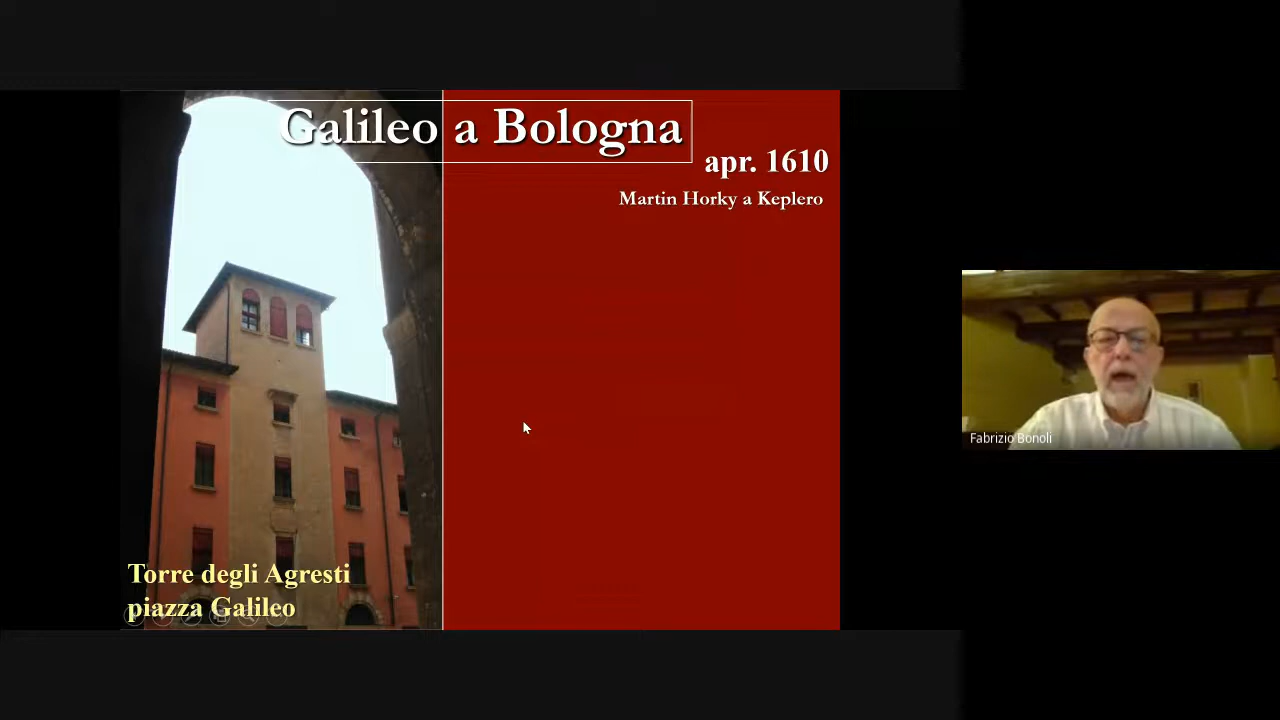 Galileo a Bologna
apr. 1610
Martin Horky a Keplero
Torre degli Agresti
piazza Galileo
Fabrizio Bonoli